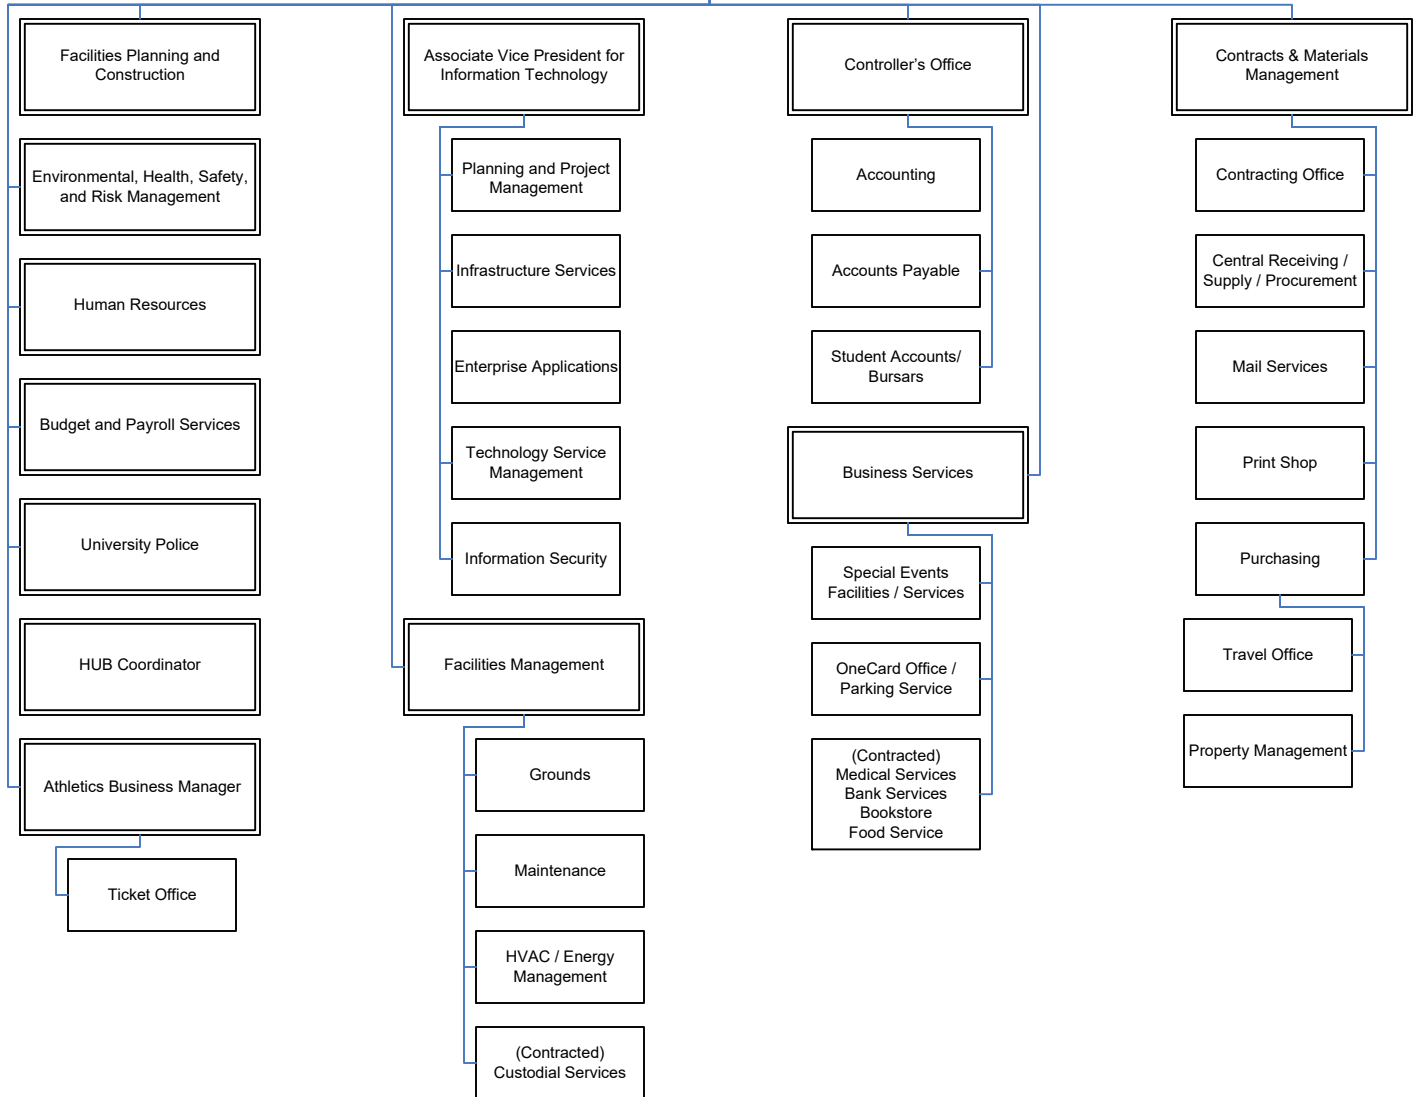 Facilities Planning and
Construction
Environmental, Health, Safety,
and Risk Management
Human Resources
Budget and Payroll Services
University Police
HUB Coordinator
Athletics Business Manager
Ticket Office
Associate Vice President for
Information Technology
Planning and Project
Management
Infrastructure Services
Enterprise Applications
Technology Service
Management
Information Security
Facilities Management
Grounds
Maintenance
HVAC / Energy
Management
(Contracted)
Custodial Services
Controller’s Office
Accounting
Accounts Payable
Student Accounts/
Bursars
Business Services
Special Events
Facilities / Services
OneCard Office /
Parking Service
(Contracted)
Medical Services
Bank Services
Bookstore
Food Service
Contracts & Materials
Management
Contracting Office
Central Receiving /
Supply / Procurement
Mail Services
Print Shop
Purchasing
Travel Office
Property Management